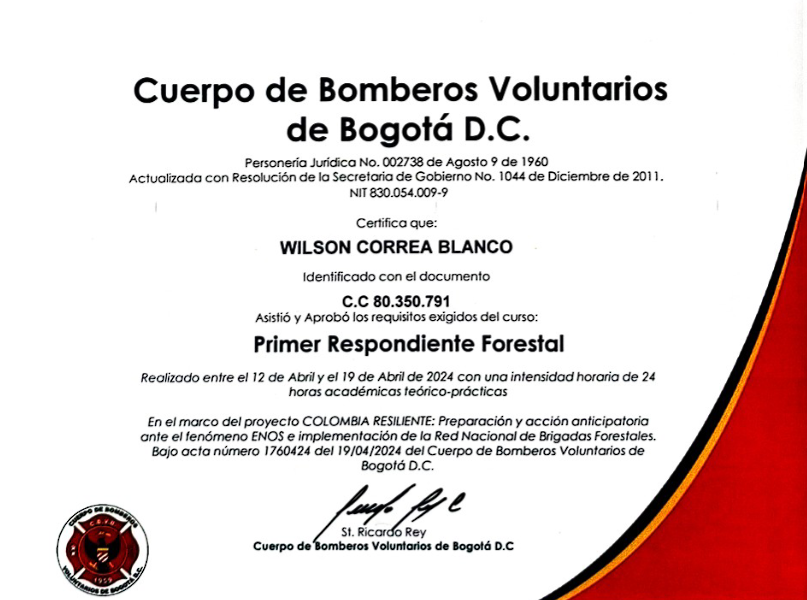 Cuerpo de Bomberos Voluntarios
de Bogotá D.C.
Personería Jurídica No. 002738 de Agosto 9 de 1960
Actualizada con Resolución de la Secretaria de Gobierno No. 1044 de Diciembre de 2011.
NIT 830.054.009-9
Certifica que:
WILSON CORREA BLANCO
Identificado con el documento
C.C 80.350.791
Asistió y Aprobó los requisitos exigidos del curso:
Primer Respondiente Forestal
Realizado entre el 12 de Abril y el 19 de Abril de 2024 con una intensidad horaria de 24
horas académicas teórico-prácticas
En el marco del proyecto COLOMBIA RESILIENTE: Preparación y acción anticipatoria
ante el fenómeno ENOS e implementación de la Red Nacional de Brigadas Forestales.
Bajo acta número 1760424 del 19/04/2024 del Cuerpo de Bomberos Voluntarios de
Bogotá D.C.
St. Ricardo Rey
Cuerpo de Bomberos Voluntarios de Bogotá D.C
CUERPO DE BOMBEROS
VOLUNTARIOS DE BOGOTÁ D.C.